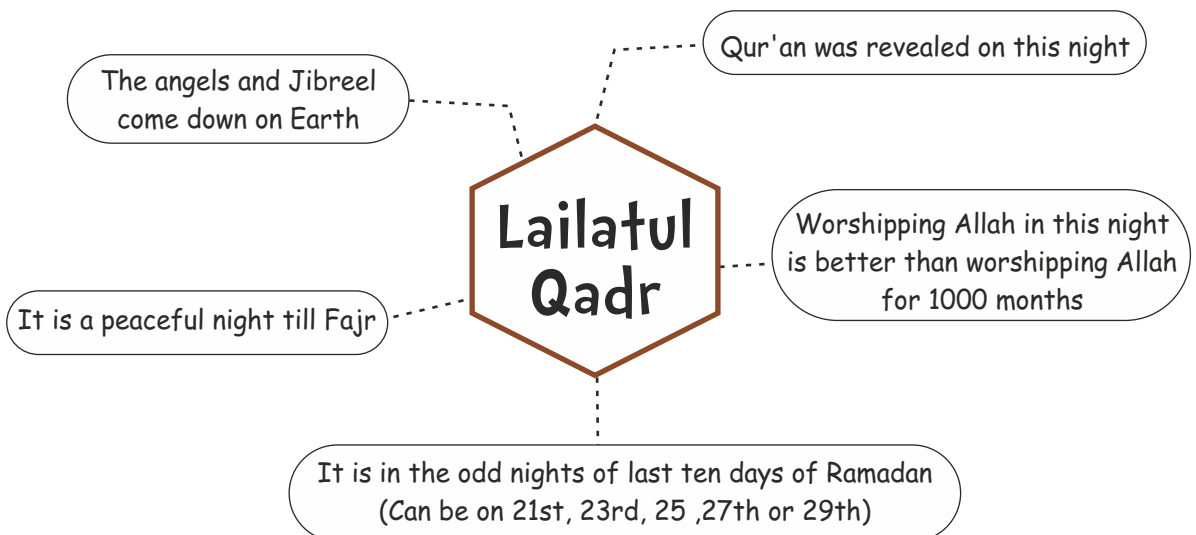 Qur'an was revealed on this night
The angels and Jibreel
come down on Earth
Lailatul
Qadr
Worshipping Allah in this night
is better than worshipping Allah
for 1000 months
It is a peaceful night till Fajr
It is in the odd nights of last ten days of Ramadan
(Can be on 21st, 23rd, 25 ,27th or 29th)